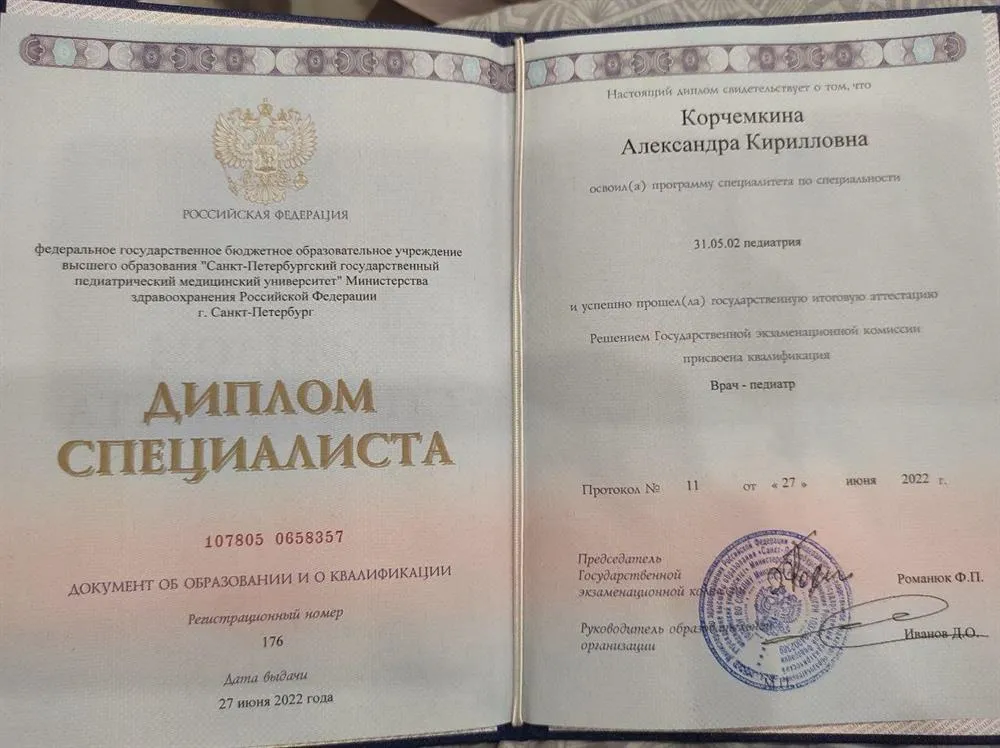 РОССИЙСКАЯ ФЕДЕРАЦИЯ
федеральное государственное бюджетное образовательное учреждение
высшего образования "Санкт-Петербургский государственный
педиатрический медицинский университет" Министерства
здравоохранения Российской Федерации
г. Санкт-Петербург
ДИПЛОМ
СПЕЦИАЛИСТА
107805 0658357
ДОКУМЕНТ ОБ ОБРАЗОВАНИИ И О КВАЛИФИКАЦИИ
Регистрационный номер
176
Дата выдачи
27 июня 2022 года
Настоящий диплом свидетельствует о том, что
Корчемкина
Александра Кирилловна
освоил(а) программу специалитета по специальности
31.05.02 педиатрия
и успешно прошел(ла) государственную итоговую аттестацию
Решением Государственной экзаменационной комиссии
присвоена квалификация
Врач - педиатр
Протокол № 11 от « 27 » июня 2022 г.
Председатель
Государственной
экзаменационной
Романюк Ф.П.
Руководитель образовательной
организации
Иванов Д.О.
М.П.